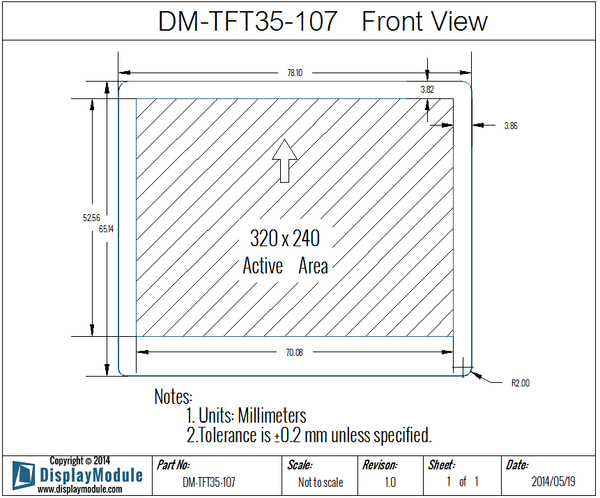 DM-TFT35-107 Front View
78.10
3.82
3.86
52.56
65.14
320 x 240
Active Area
70.08
R2.00
Notes:
1. Units: Millimeters
2.Tolerance is ±0.2 mm unless specified.
Copyright © 2014
DisplayModule
www.displaymodule.com
Part No:
DM-TFT35-107
Scale:
Not to scale
Revison:
1.0
Sheet:
1 of 1
Date:
2014/05/19